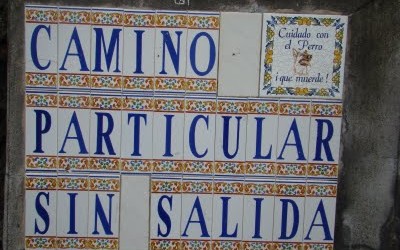 CAMINO
Cuidado con
el Perro
¡que muerde!
PARTICULAR
SIN SALIDA